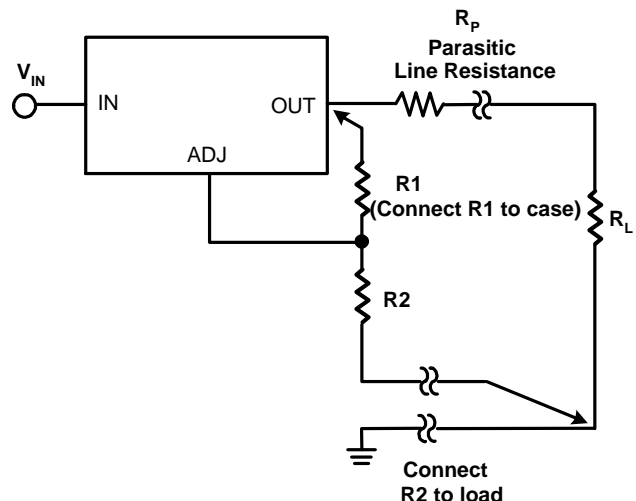 R_P
Parasitic
Line Resistance
V_IN
IN
OUT
ADJ
R1
(Connect R1 to case)
R_L
R2
Connect
R2 to load